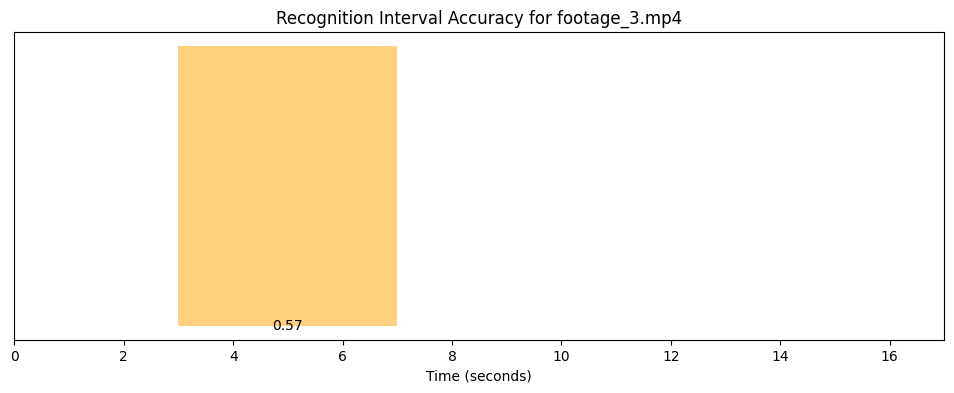 Recognition Interval Accuracy for footage_3.mp4
0.57
0 2 4 6 8 10 12 14 16
Time (seconds)